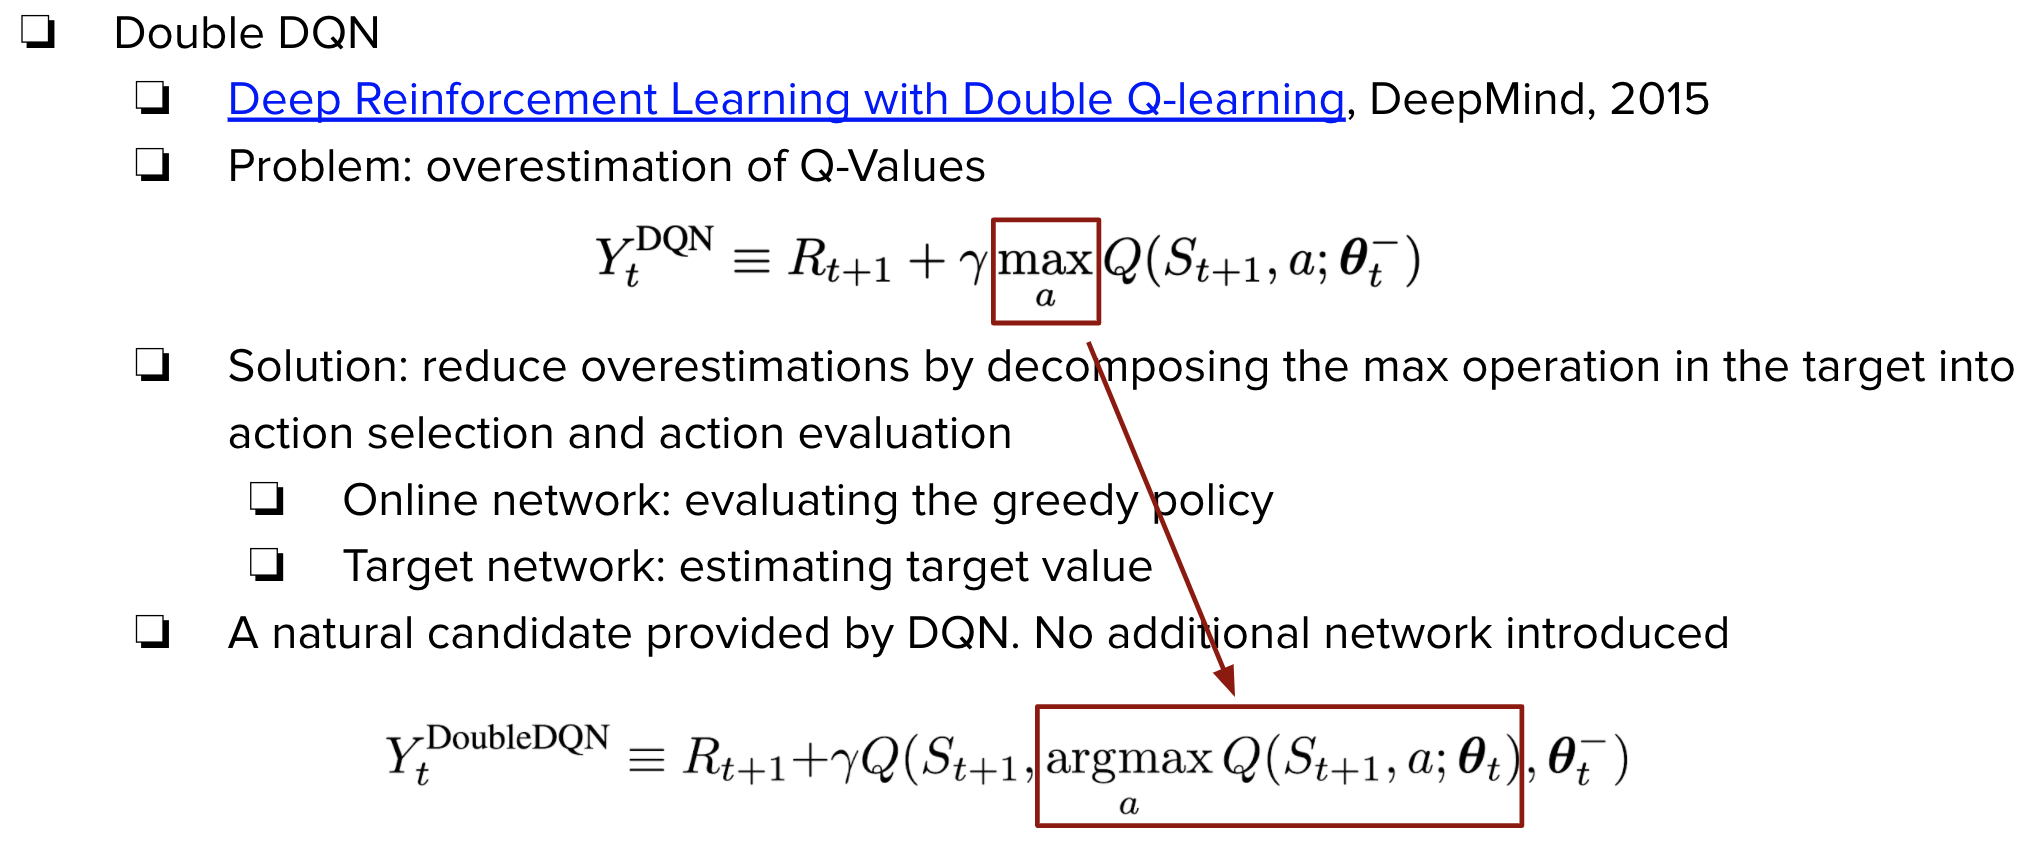 Double DQN
Deep Reinforcement Learning with Double Q-learning, DeepMind, 2015
Problem: overestimation of Q-Values
$Y_t^{\text{DQN}} \equiv R_{t+1} + \gamma \max_a Q(S_{t+1}, a; \boldsymbol{\theta}_t^-)$
Solution: reduce overestimations by decomposing the max operation in the target into
action selection and action evaluation
Online network: evaluating the greedy policy
Target network: estimating target value
A natural candidate provided by DQN. No additional network introduced
$Y_t^{\text{DoubleDQN}} \equiv R_{t+1} + \gamma Q(S_{t+1}, \operatorname{argmax}_a Q(S_{t+1}, a; \boldsymbol{\theta}_t), \boldsymbol{\theta}_t^-)$